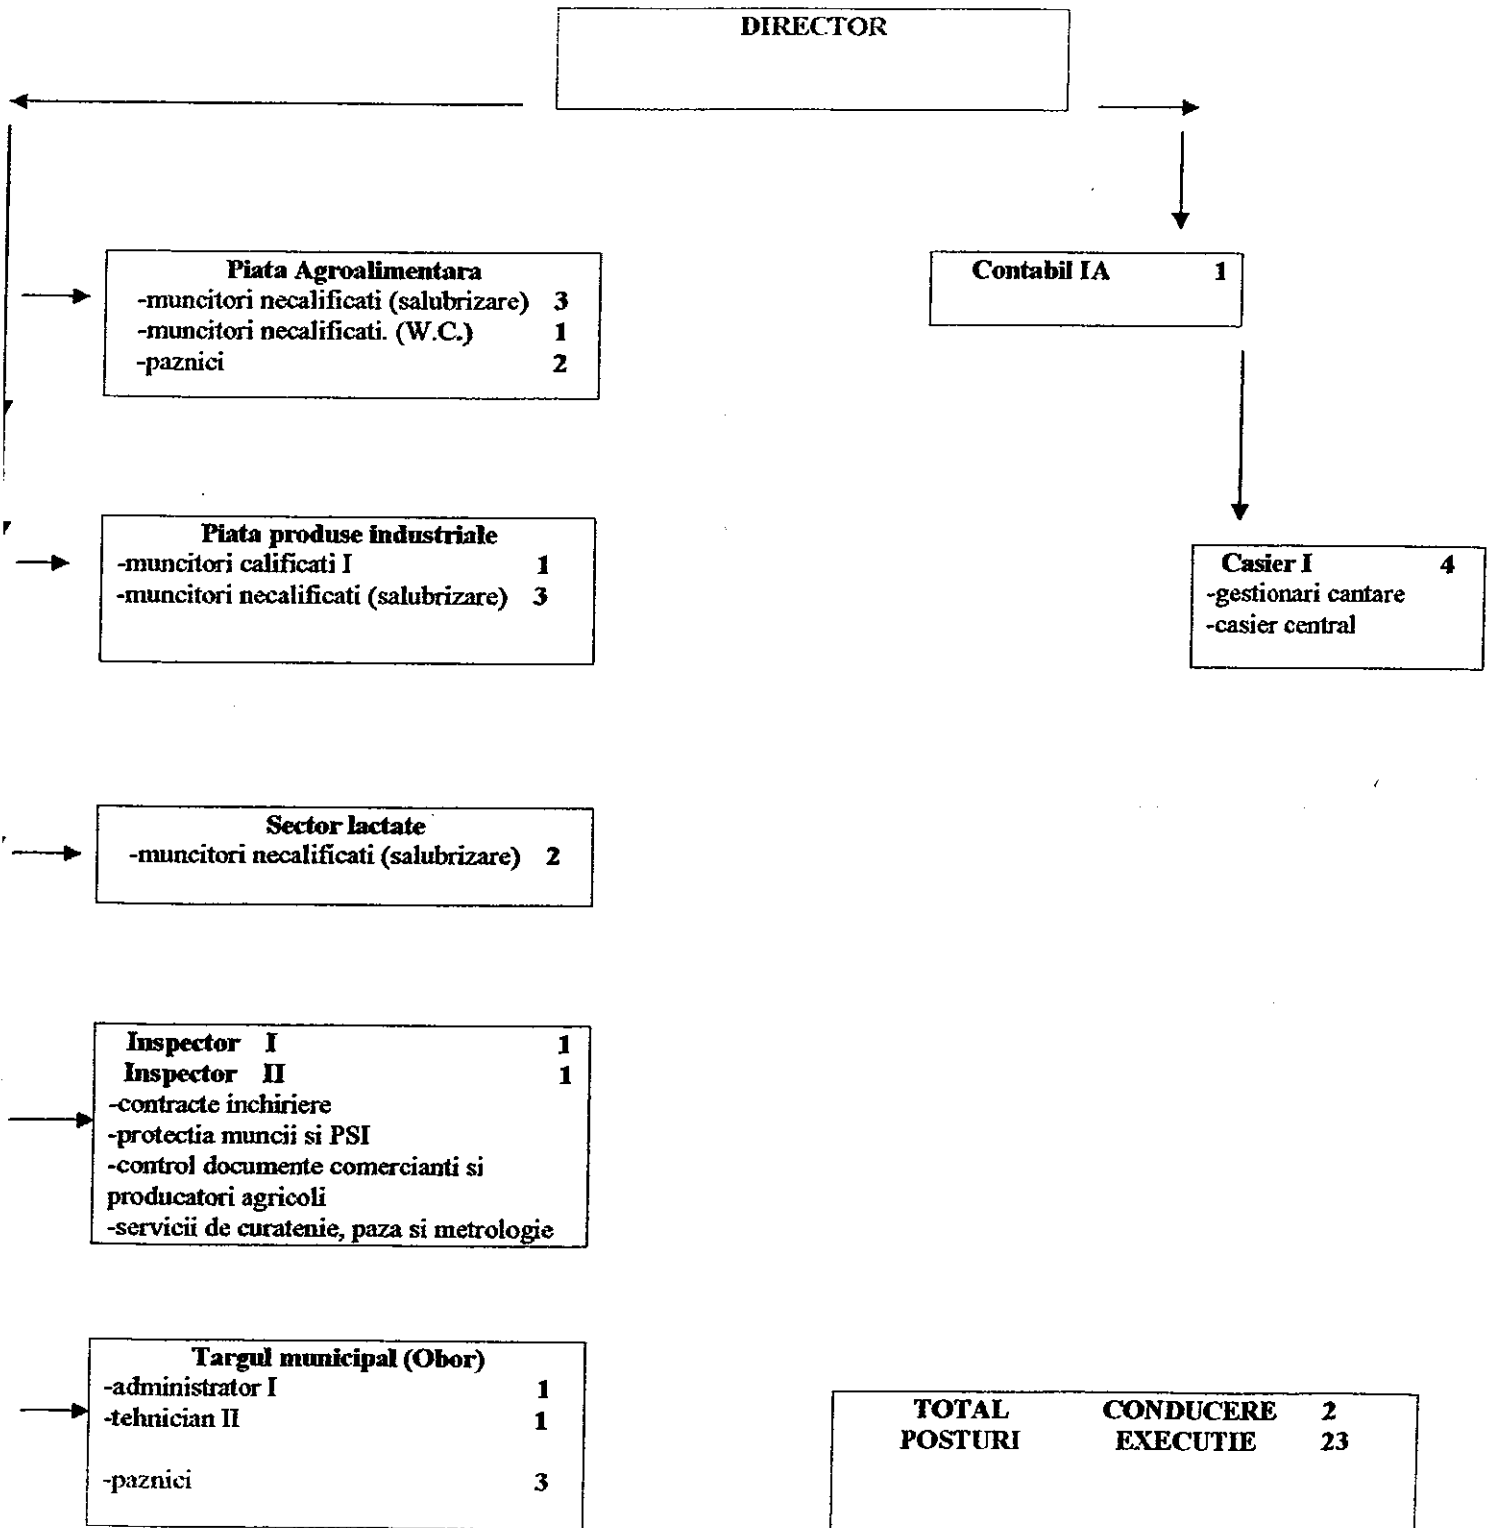 DIRECTOR
Piata Agroalimentara
-muncitori necalificati (salubrizare) 3
-muncitori necalificati. (W.C.) 1
-paznici 2
Contabil IA 1
Piata produse industriale
-muncitori calificati I 1
-muncitori necalificati (salubrizare) 3
Casier I 4
-gestionari cantare
-casier central
Sector lactate
-muncitori necalificati (salubrizare) 2
Inspector I 1
Inspector II 1
-contracte inchiriere
-protectia muncii si PSI
-control documente comercianti si
producatori agricoli
-servicii de curatenie, paza si metrologie
Targul municipal (Obor)
-administrator I 1
-tehnician II 1
-paznici 3
TOTAL CONDUCERE 2
POSTURI EXECUTIE 23